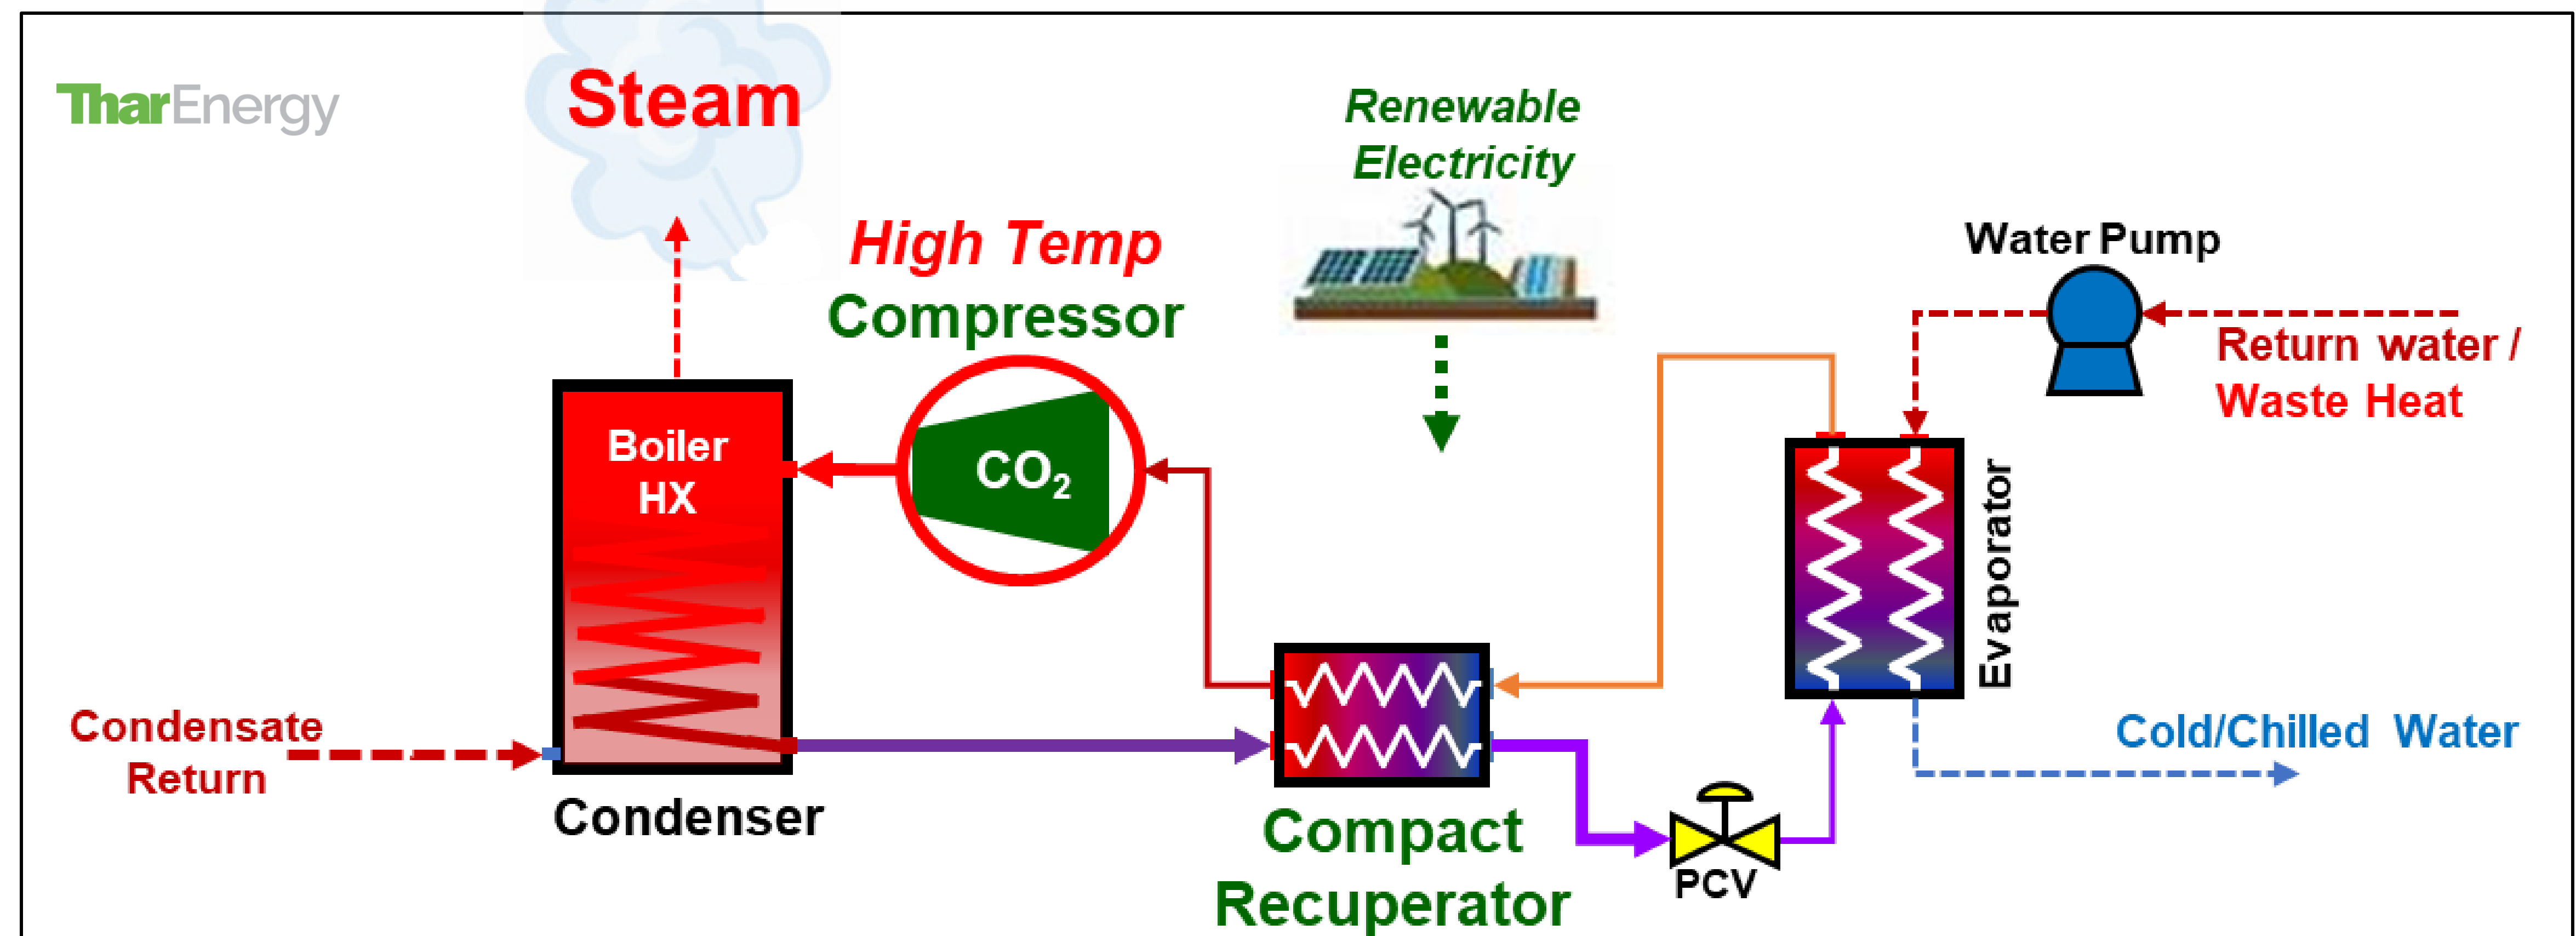 TharEnergy
Steam
Renewable
Electricity
High Temp
Compressor
Water Pump
Return water /
Waste Heat
Boiler
HX
CO₂
Evaporator
Condensate
Return
Cold/Chilled Water
Condenser
Compact
Recuperator
PCV